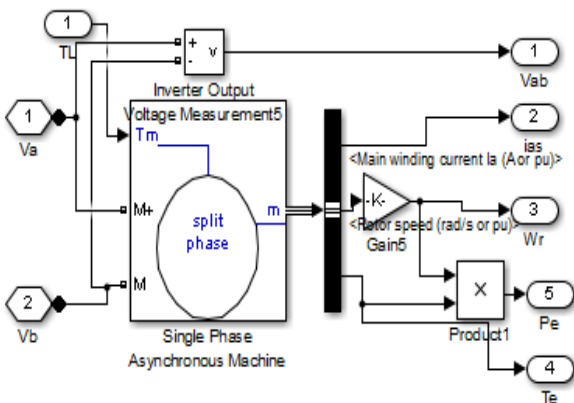 1
TL
+
-
v
1
Vab
Inverter Output
Voltage Measurement5
1
Va
Tm
2
ias
<Main winding current Ia (A or pu)>
M+
m
split
phase
-K-
3
Wr
<Rotor speed (rad/s or pu)>
Gain5
M
2
Vb
X
5
Pe
Product1
Single Phase
Asynchronous Machine
4
Te